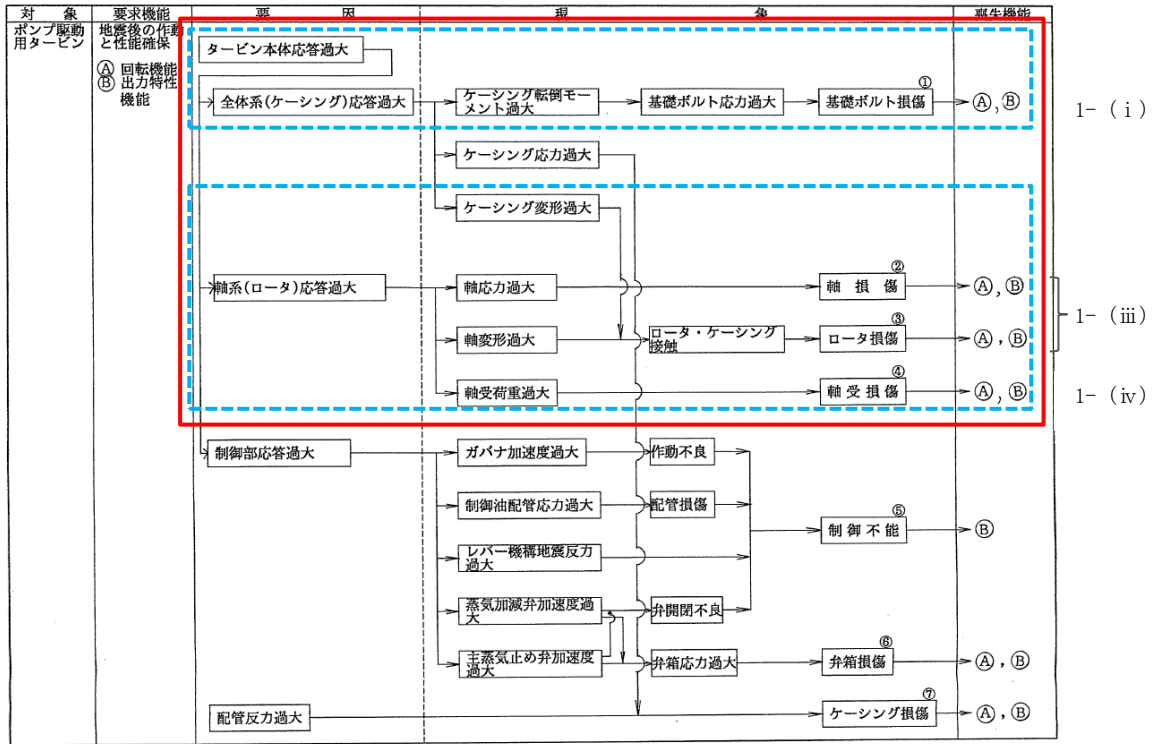 対　象　要求機能　要　因　現　象　喪失機能
ポンプ駆動
用タービン
地震後の作動
と性能確保
Ⓐ 回転機能
Ⓑ 出力特性
機能
タービン本体応答過大
全体系(ケーシング)応答過大
ケーシング転倒モー
メント過大
基礎ボルト応力過大
①
基礎ボルト損傷
Ⓐ,Ⓑ
1-（ⅰ）
ケーシング応力過大
ケーシング変形過大
軸系(ロータ)応答過大
軸応力過大
②
軸 損 傷
Ⓐ,Ⓑ
軸変形過大
ロータ・ケーシング
接触
③
ロータ損傷
Ⓐ,Ⓑ
1-（ⅲ）
軸受荷重過大
④
軸受損傷
Ⓐ,Ⓑ
1-（ⅳ）
制御部応答過大
ガバナ加速度過大
作動不良
制御油配管応力過大
配管損傷
⑤
制御不能
Ⓑ
レバー機構地震反力
過大
蒸気加減弁加速度過
大
弁開閉不良
主蒸気止め弁加速度
過大
弁箱応力過大
⑥
弁箱損傷
Ⓐ,Ⓑ
配管反力過大
⑦
ケーシング損傷
Ⓐ,Ⓑ